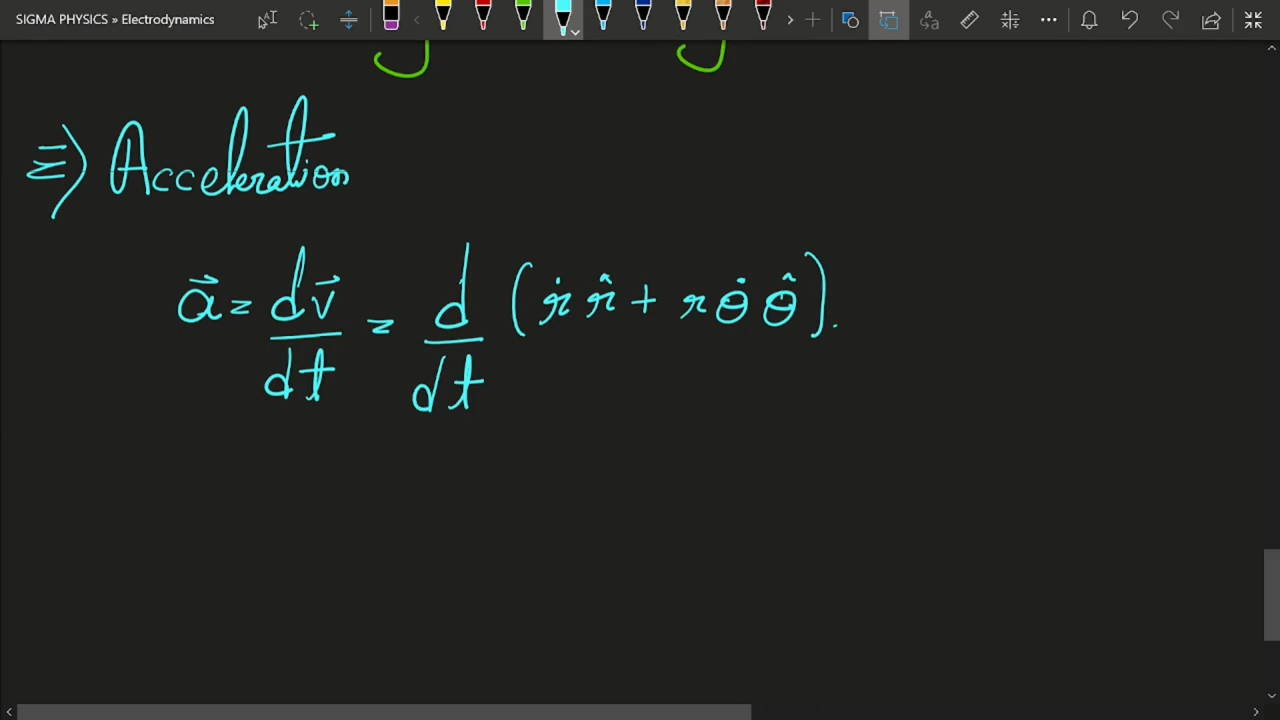 SIGMA PHYSICS » Electrodynamics
⇒) Acceleration
a⃗ = dv⃗/dt = d/dt (ṙ r̂ + r θ̇ θ̂).